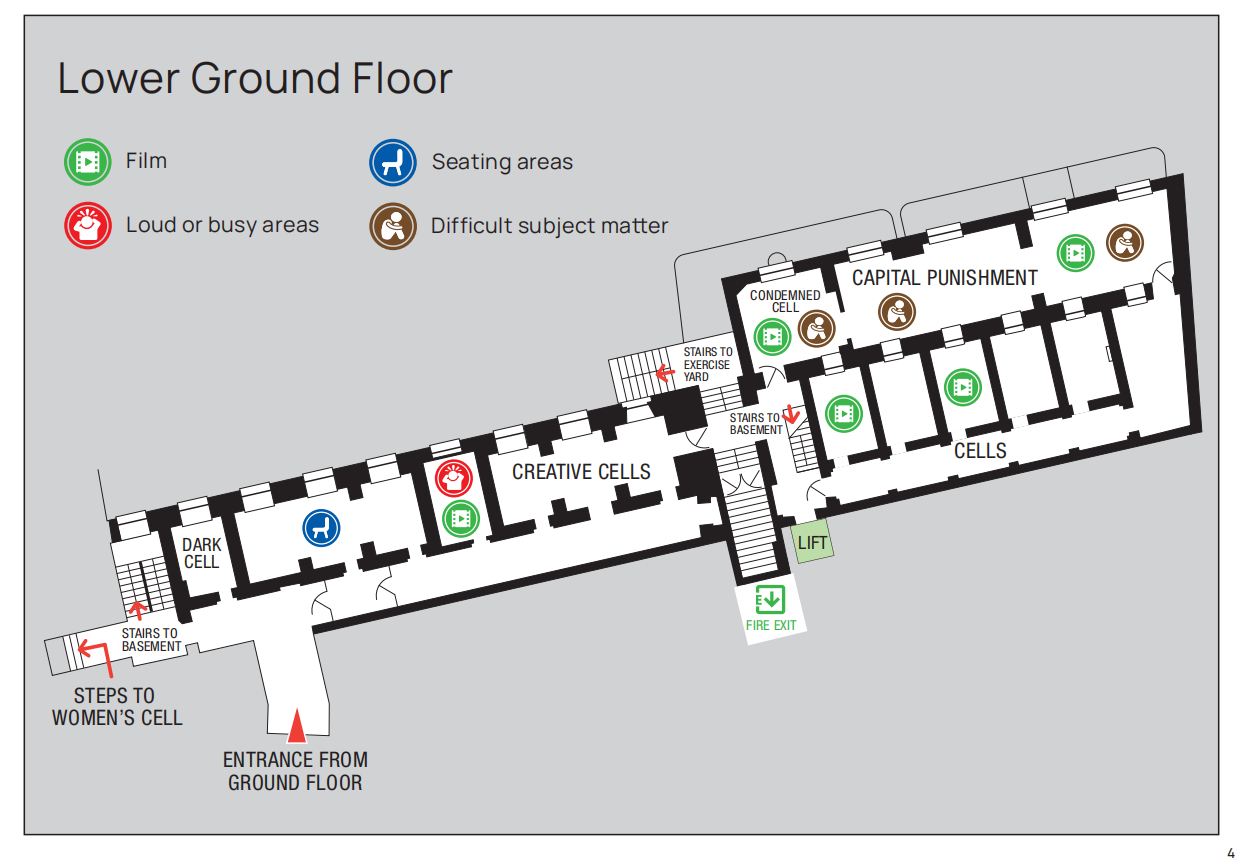 Lower Ground Floor
Film
Seating areas
Loud or busy areas
Difficult subject matter
CAPITAL PUNISHMENT
CONDEMNED
CELL
STAIRS TO
EXERCISE
YARD
STAIRS TO
BASEMENT
CELLS
CREATIVE CELLS
DARK
CELL
LIFT
E
FIRE EXIT
STAIRS TO
BASEMENT
STEPS TO
WOMEN'S CELL
ENTRANCE FROM
GROUND FLOOR
4